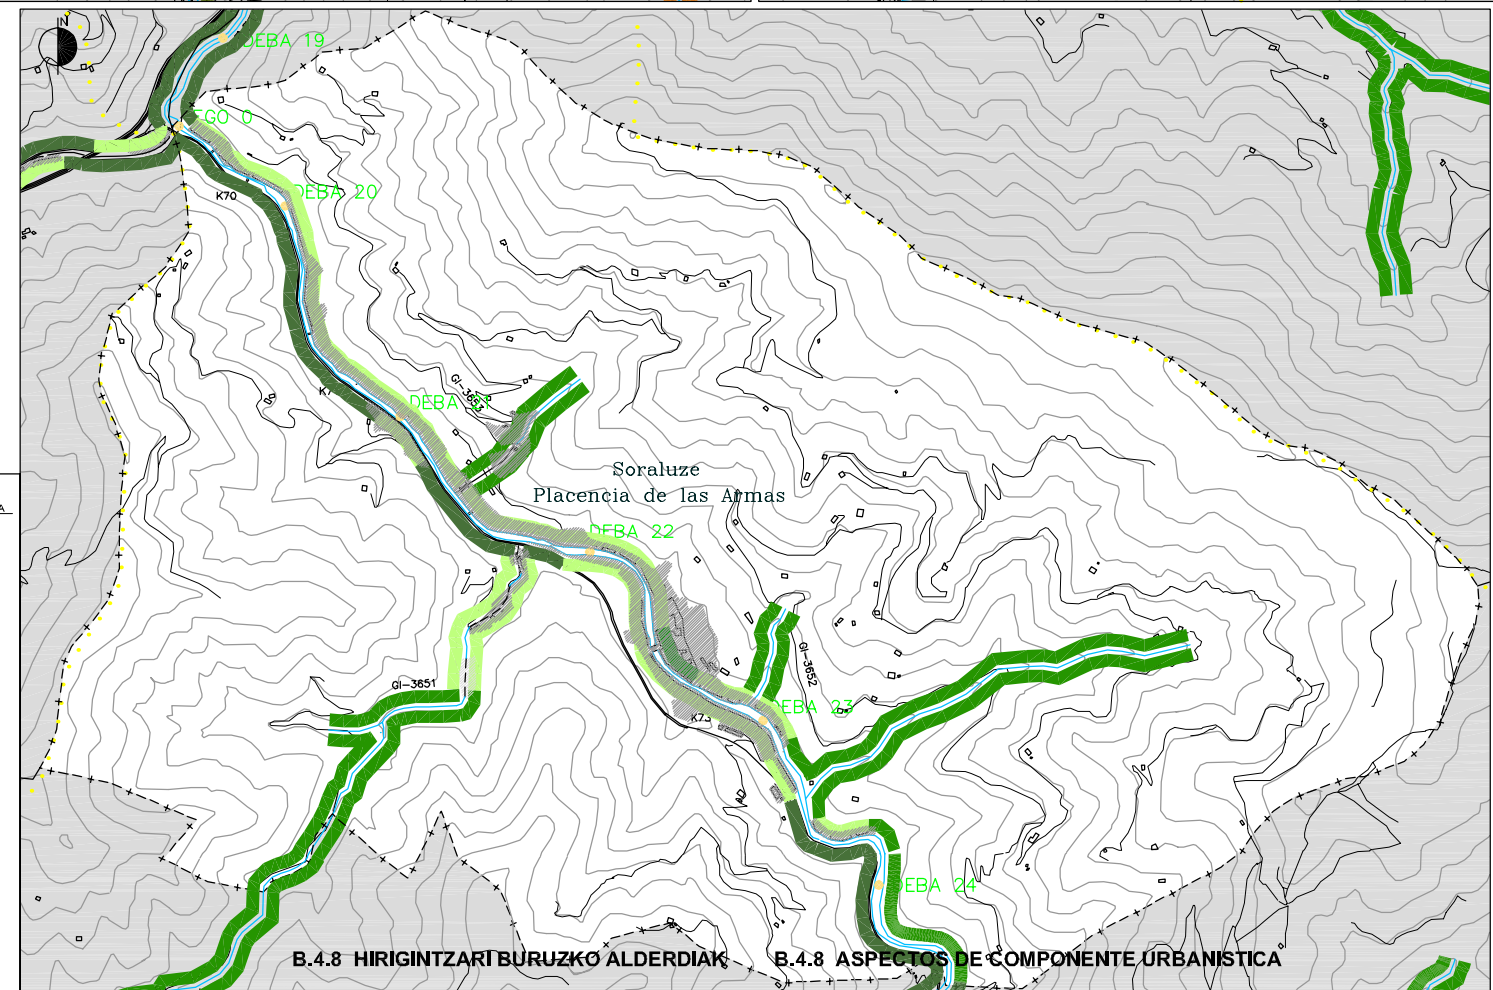 N
DEBA 19
EGO 0
K70
DEBA 20
DEBA 21
GI-3653
Soraluze
Placencia de las Armas
DEBA 22
GI-3651
GI-3652
DEBA 23
K73
DEBA 24
A
B.4.8 HIRIGINTZARI BURUZKO ALDERDIAK
B.4.8 ASPECTOS DE COMPONENTE URBANISTICA